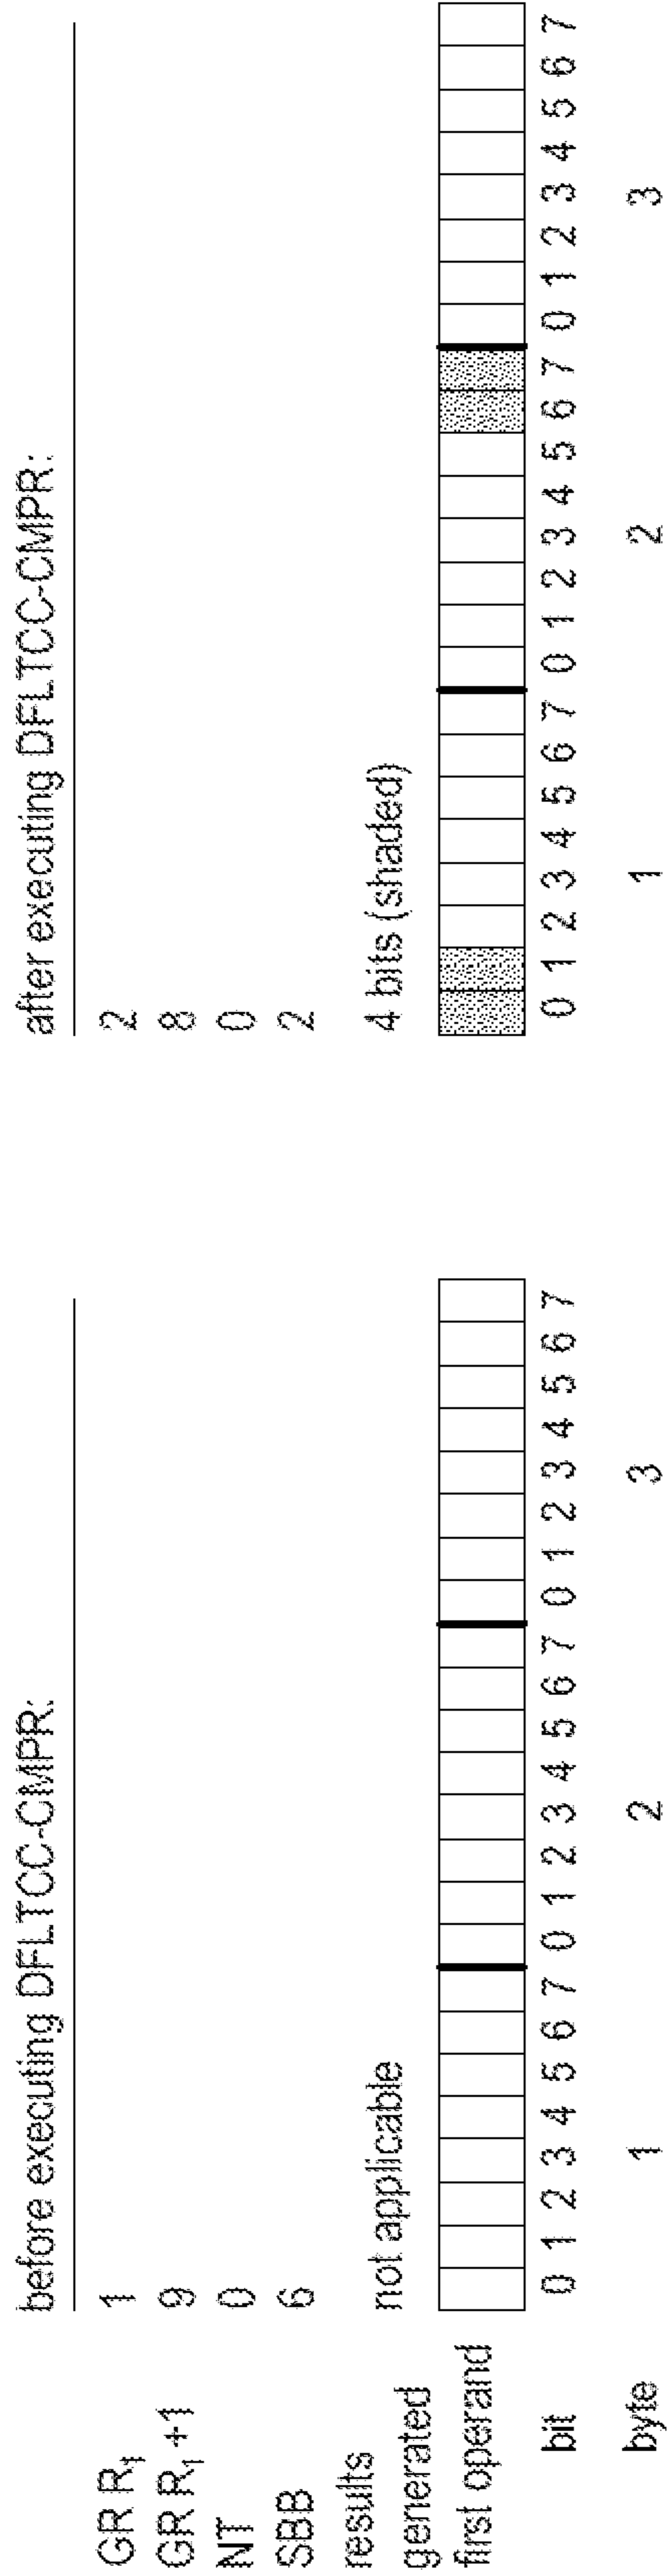 before executing DFLTCC-CMPR: after executing DFLTCC-CMPR:
GR R1 1 2
GR R1 +1 9 8
NT 0 0
SBB 6 2
results
generated not applicable 4 bits (shaded)
first operand
bit 0 1 2 3 4 5 6 7 0 1 2 3 4 5 6 7 0 1 2 3 4 5 6 7 0 1 2 3 4 5 6 7 0 1 2 3 4 5 6 7 0 1 2 3 4 5 6 7
byte 1 2 3 1 2 3